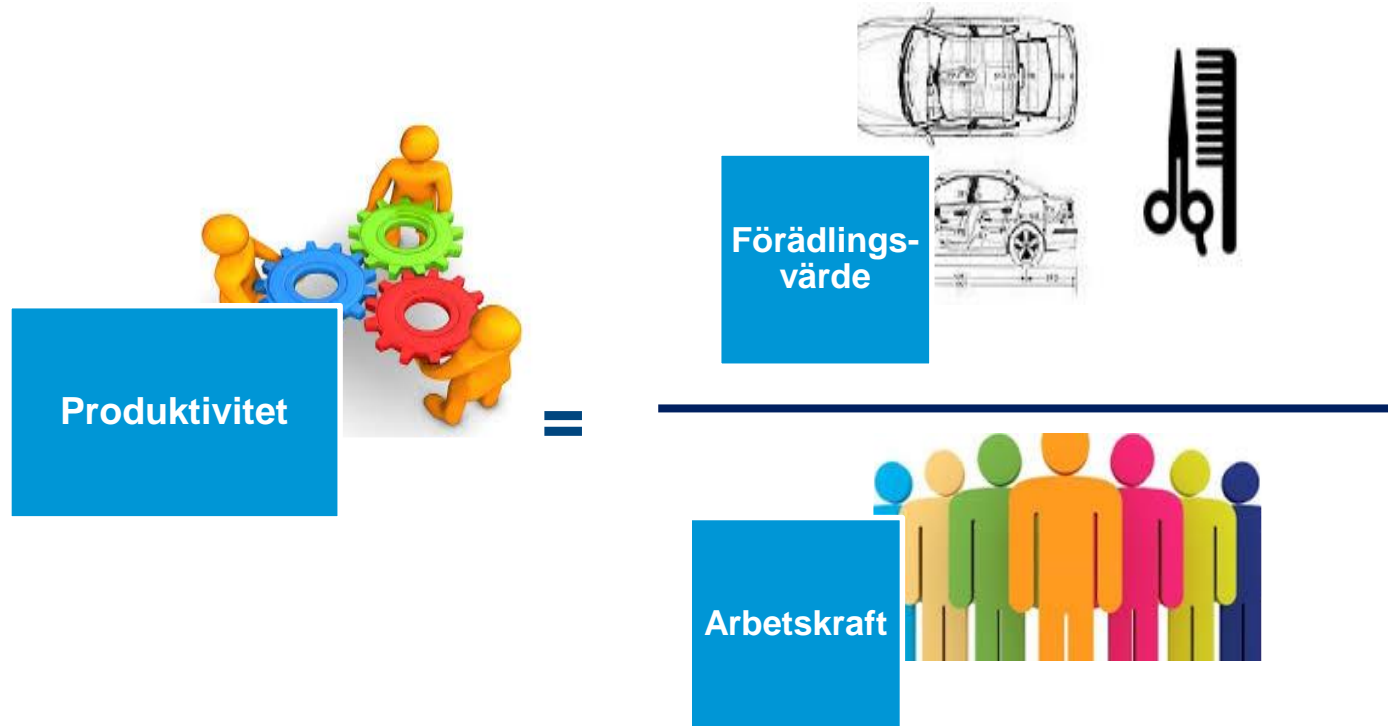 Förädlings-
värde
Produktivitet
=
Arbetskraft